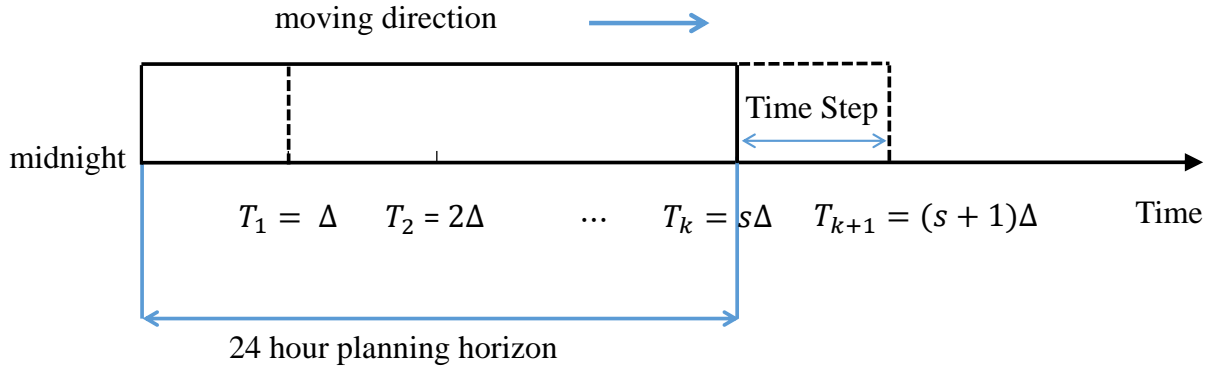 moving direction
Time Step
midnight
𝑇₁ = Δ 𝑇₂ = 2Δ ⋯ 𝑇ₖ = 𝑠Δ 𝑇ₖ₊₁ = (𝑠 + 1)Δ Time
24 hour planning horizon